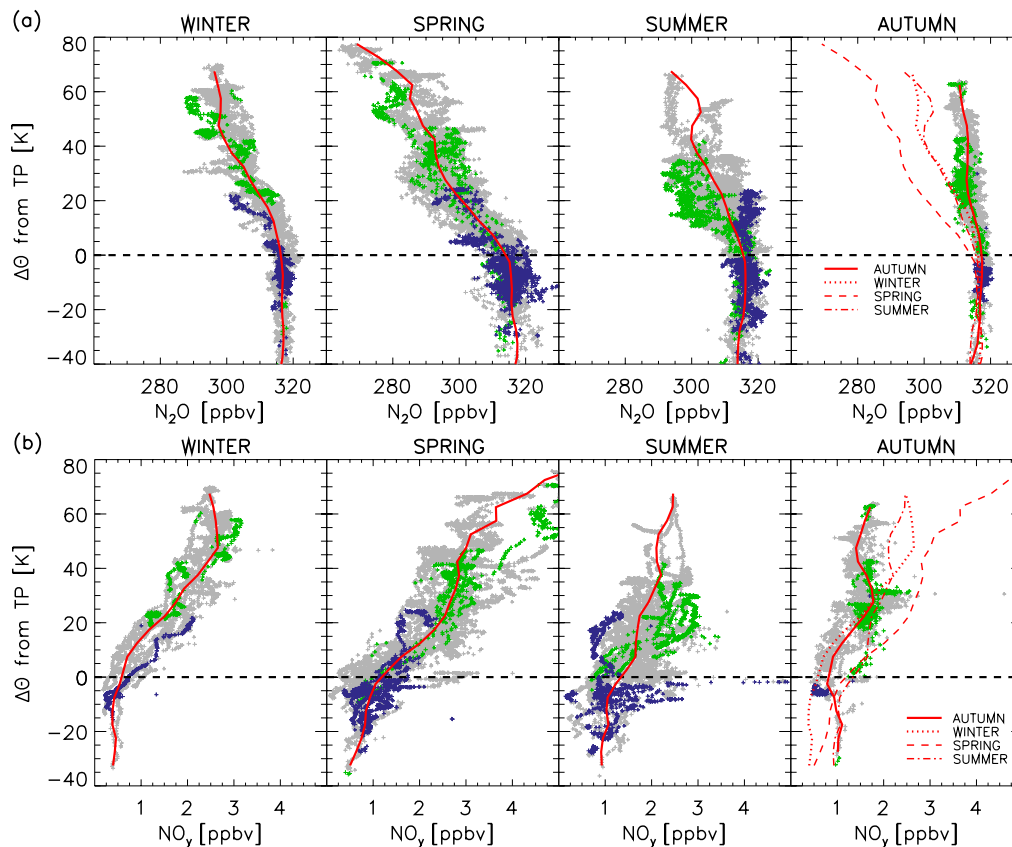 (a)
WINTER SPRING SUMMER AUTUMN
80
60
40
20
0
−20
−40
ΔΘ from TP [K]
AUTUMN
WINTER
SPRING
SUMMER
280 300 320 280 300 320 280 300 320 280 300 320
N₂O [ppbv] N₂O [ppbv] N₂O [ppbv] N₂O [ppbv]
(b)
WINTER SPRING SUMMER AUTUMN
80
60
40
20
0
−20
−40
ΔΘ from TP [K]
AUTUMN
WINTER
SPRING
SUMMER
1 2 3 4 1 2 3 4 1 2 3 4 1 2 3 4
NOy [ppbv] NOy [ppbv] NOy [ppbv] NOy [ppbv]